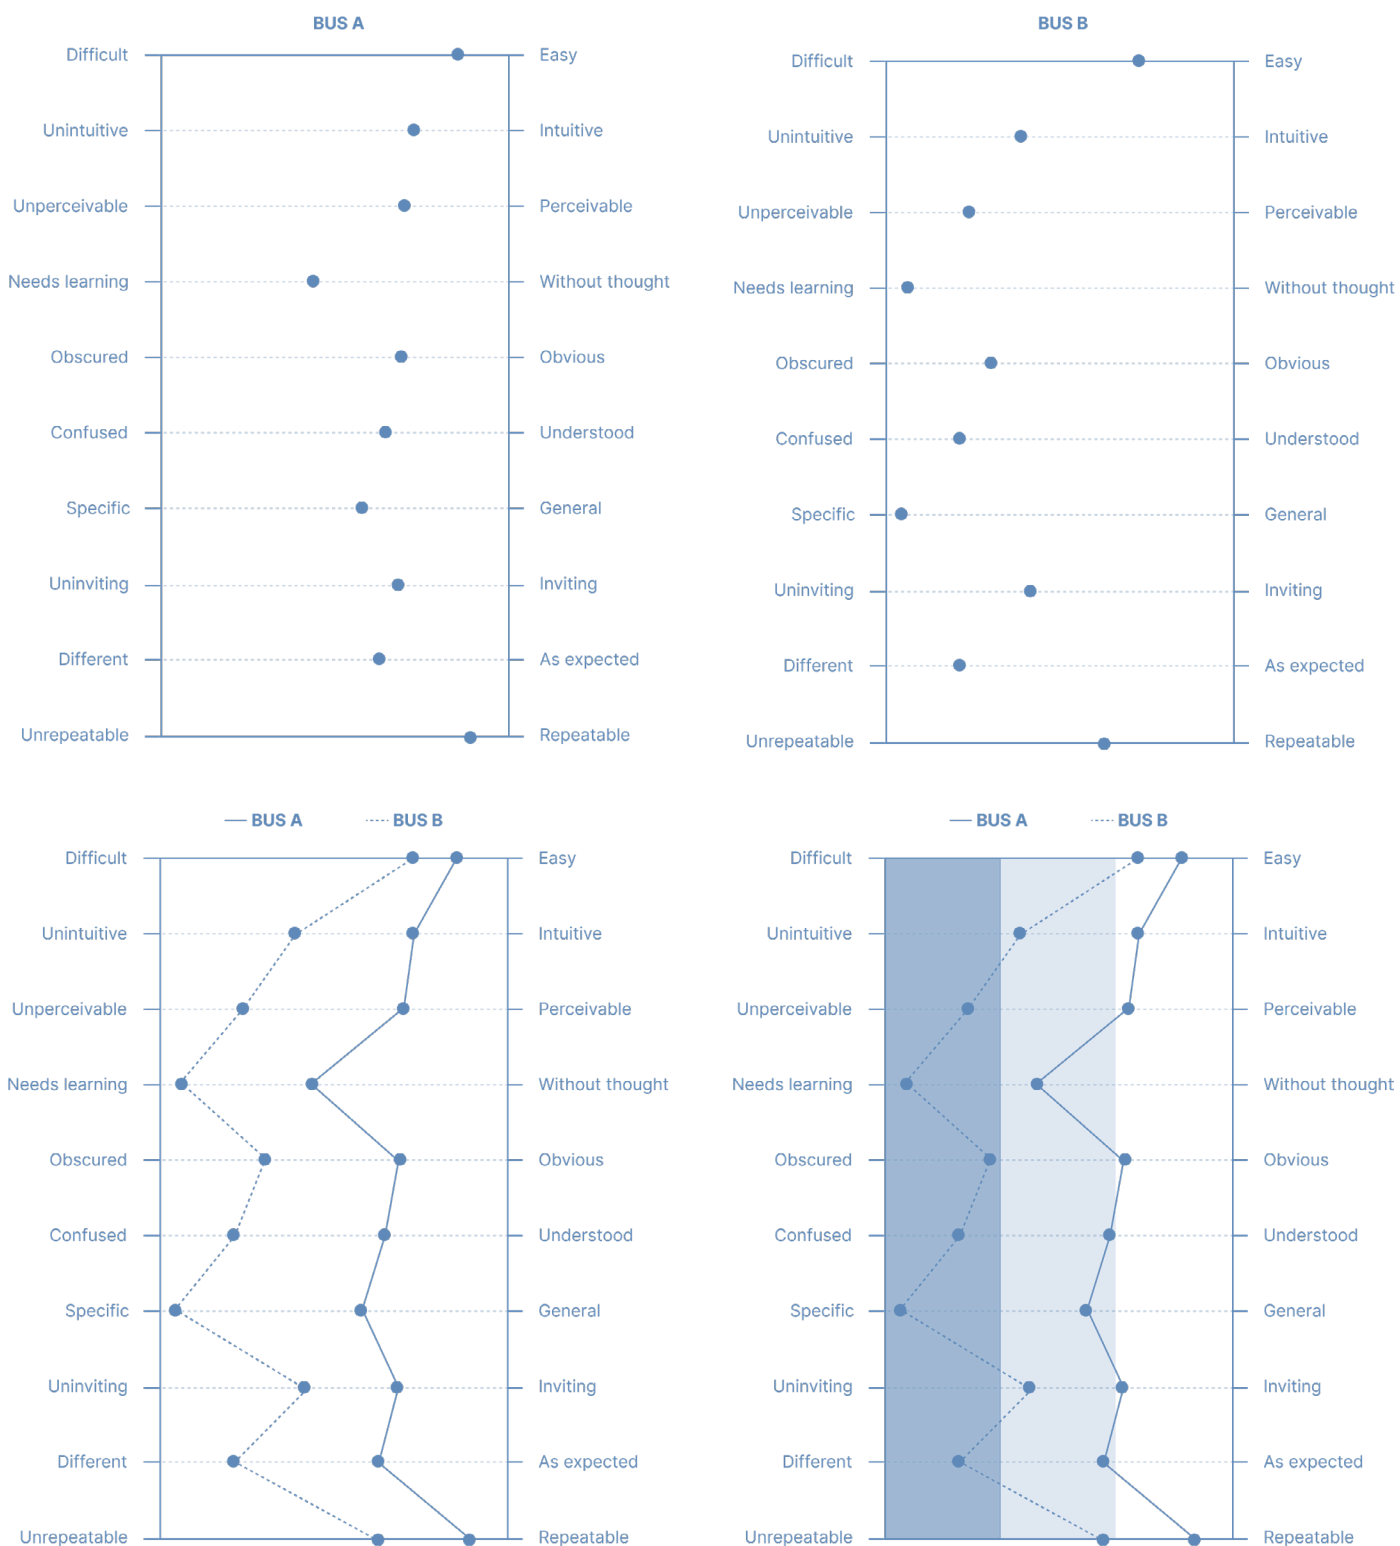 BUS A
Difficult Easy
Unintuitive Intuitive
Unperceivable Perceivable
Needs learning Without thought
Obscured Obvious
Confused Understood
Specific General
Uninviting Inviting
Different As expected
Unrepeatable Repeatable
BUS B
Difficult Easy
Unintuitive Intuitive
Unperceivable Perceivable
Needs learning Without thought
Obscured Obvious
Confused Understood
Specific General
Uninviting Inviting
Different As expected
Unrepeatable Repeatable
BUS A BUS B
Difficult Easy
Unintuitive Intuitive
Unperceivable Perceivable
Needs learning Without thought
Obscured Obvious
Confused Understood
Specific General
Uninviting Inviting
Different As expected
Unrepeatable Repeatable
BUS A BUS B
Difficult Easy
Unintuitive Intuitive
Unperceivable Perceivable
Needs learning Without thought
Obscured Obvious
Confused Understood
Specific General
Uninviting Inviting
Different As expected
Unrepeatable Repeatable